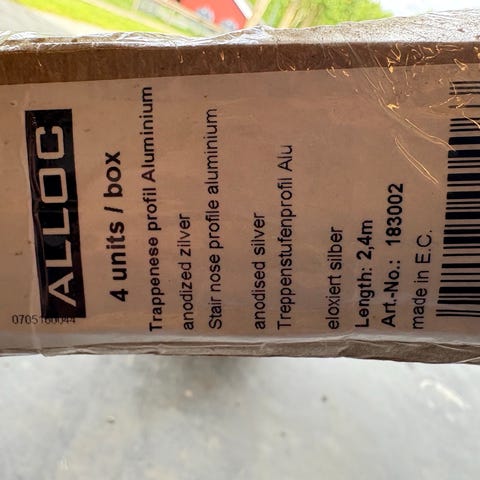 ALLOC
4 units / box
Trappenese profil Aluminium
anodized zilver
Stair nose profile aluminium
anodised silver
Treppenstufenprofil Alu
eloxiert silber
Length: 2,4m
Art.-No.: 183002
made in E.C.